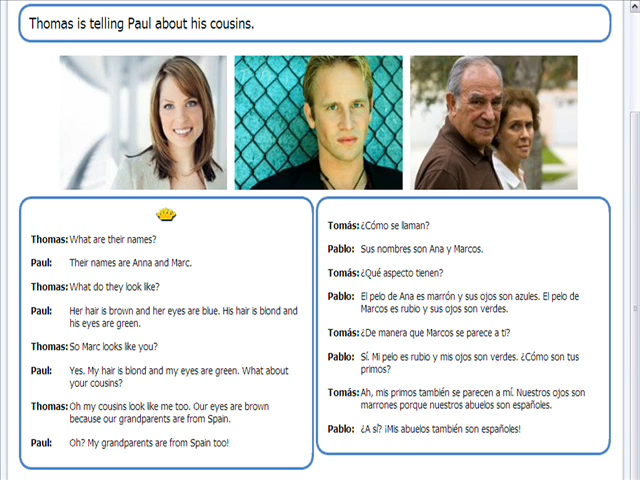 Thomas is telling Paul about his cousins.
Thomas: What are their names?
Paul: Their names are Anna and Marc.
Thomas: What do they look like?
Paul: Her hair is brown and her eyes are blue. His hair is blond and
his eyes are green.
Thomas: So Marc looks like you?
Paul: Yes. My hair is blond and my eyes are green. What about
your cousins?
Thomas: Oh my cousins look like me too. Our eyes are brown
because our grandparents are from Spain.
Paul: Oh? My grandparents are from Spain too!
Tomás: ¿Cómo se llaman?
Pablo: Sus nombres son Ana y Marcos.
Tomás: ¿Qué aspecto tienen?
Pablo: El pelo de Ana es marrón y sus ojos son azules. El pelo de
Marcos es rubio y sus ojos son verdes.
Tomás: ¿De manera que Marcos se parece a ti?
Pablo: Sí. Mi pelo es rubio y mis ojos son verdes. ¿Cómo son tus
primos?
Tomás: Ah, mis primos también se parecen a mí. Nuestros ojos son
marrones porque nuestros abuelos son españoles.
Pablo: ¿A sí? ¡Mis abuelos también son españoles!